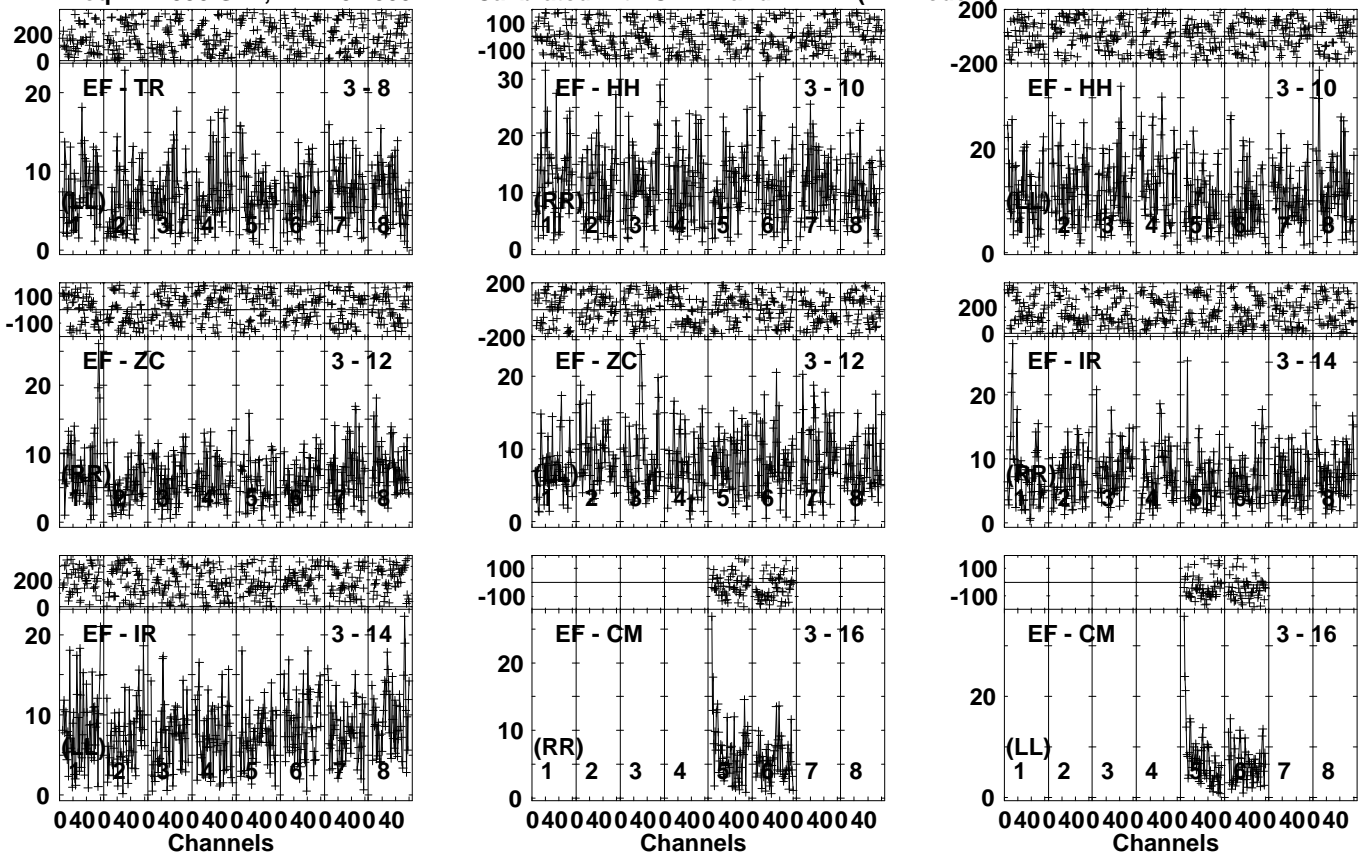 200 0 100 -100 200 -200
EF - TR 3 - 8 EF - HH 3 - 10 EF - HH 3 - 10
20 10 0 30 20 10 0 20 0
(LL) (RR) (LL)
1 2 3 4 5 6 7 8 1 2 3 4 5 6 7 8 1 2 3 4 5 6 7 8
100 -100 200 -200 200 0
EF - ZC 3 - 12 EF - ZC 3 - 12 EF - IR 3 - 14
20 10 0 20 10 0 20 10 0
(RR) (LL) (RR)
1 2 3 4 5 6 7 8 1 2 3 4 5 6 7 8 1 2 3 4 5 6 7 8
200 0 100 -100 100 -100
EF - IR 3 - 14 EF - CM 3 - 16 EF - CM 3 - 16
20 10 0 20 10 0 20 0
(LL) (RR) (LL)
1 2 3 4 5 6 7 8 1 2 3 4 5 6 7 8 1 2 3 4 5 6 7 8
0 40 0 40 0 40 0 40 0 40 0 40 0 40 0 40 0 40 0 40 0 40 0 40 0 40 0 40 0 40 0 40 0 40 0 40 0 40 0 40 0 40 0 40 0 40 0 40
Channels Channels Channels